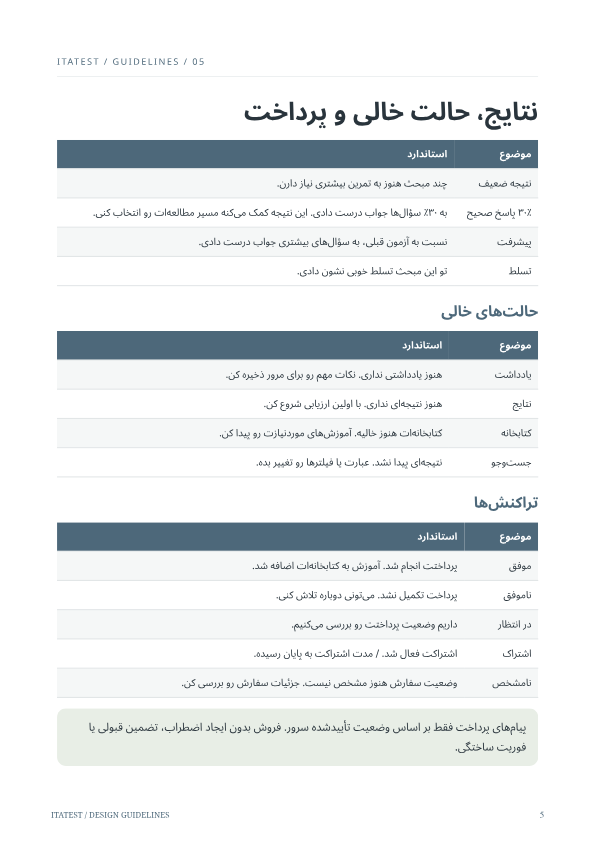 ITATEST / GUIDELINES / 05
نتایج، حالت خالی و پرداخت
موضوع استاندارد
نتیجه ضعیف چند مبحث هنوز به تمرین بیشتری نیاز دارن.
۳۰٪ پاسخ صحیح به ۳۰٪ سؤال‌ها جواب درست دادی. این نتیجه کمک می‌کنه مسیر مطالعه‌ات رو انتخاب کنی.
پیشرفت نسبت به آزمون قبلی، به سؤال‌های بیشتری جواب درست دادی.
تسلط تو این مبحث تسلط خوبی نشون دادی.
حالت‌های خالی
موضوع استاندارد
یادداشت هنوز یادداشتی نداری. نکات مهم رو برای مرور ذخیره کن.
نتایج هنوز نتیجه‌ای نداری. با اولین ارزیابی شروع کن.
کتابخانه کتابخانه‌ات هنوز خالیه. آموزش‌های موردنیازت رو پیدا کن.
جست‌وجو نتیجه‌ای پیدا نشد. عبارت یا فیلترها رو تغییر بده.
تراکنش‌ها
موضوع استاندارد
موفق پرداختت انجام شد. آموزش به کتابخانه‌ات اضافه شد.
ناموفق پرداخت تکمیل نشد. می‌تونی دوباره تلاش کنی.
در انتظار داریم وضعیت پرداختت رو بررسی می‌کنیم.
اشتراک اشتراکت فعال شد. / مدت اشتراکت به پایان رسیده.
نامشخص وضعیت سفارش هنوز مشخص نیست. جزئیات سفارش رو بررسی کن.
پیام‌های پرداخت فقط بر اساس وضعیت تأییدشده سرور. فروش بدون ایجاد اضطراب، تضمین قبولی یا
فوریت ساختگی.
ITATEST / DESIGN GUIDELINES 5